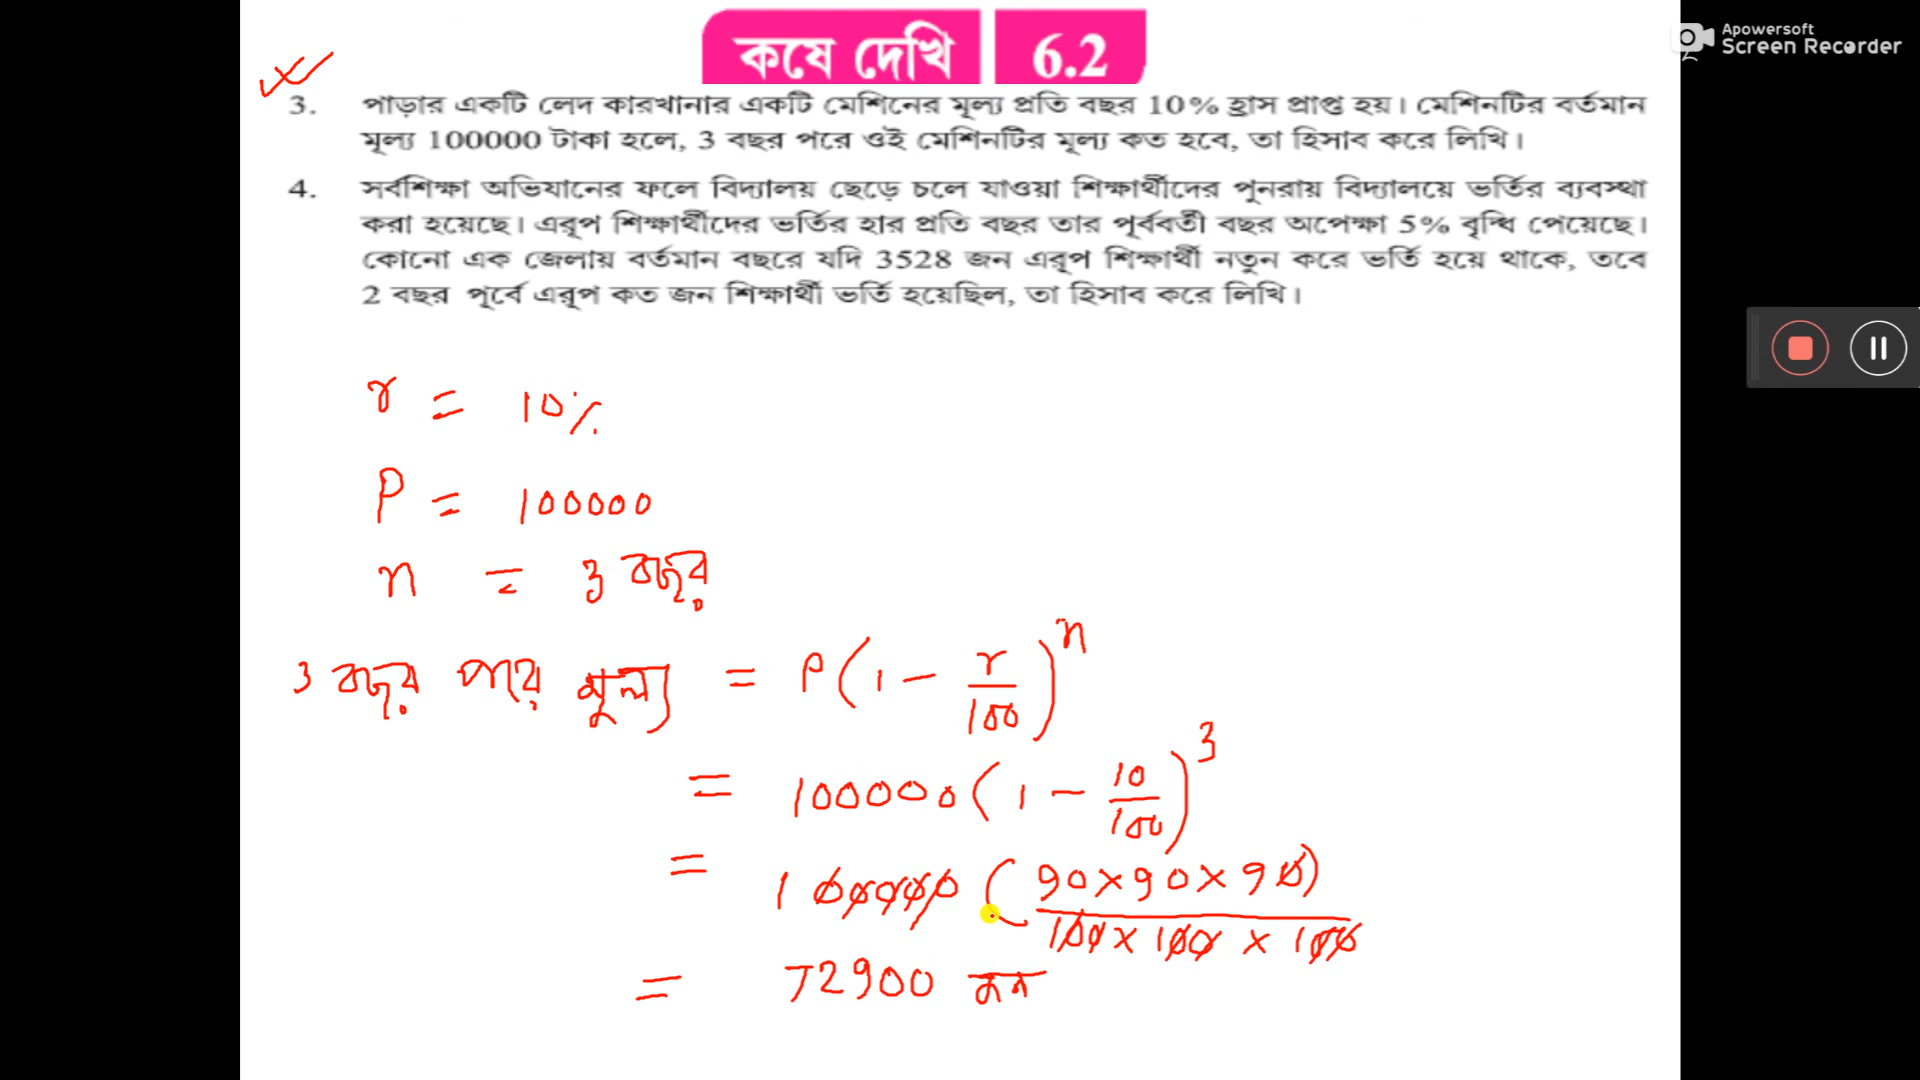 কষে দেখি 6.2
Apowersoft
Screen Recorder
3. পাড়ার একটি লেদ কারখানার একটি মেশিনের মূল্য প্রতি বছর 10% হ্রাস প্রাপ্ত হয়। মেশিনটির বর্তমান
মূল্য 100000 টাকা হলে, 3 বছর পরে ওই মেশিনটির মূল্য কত হবে, তা হিসাব করে লিখি।
4. সর্বশিক্ষা অভিযানের ফলে বিদ্যালয় ছেড়ে চলে যাওয়া শিক্ষার্থীদের পুনরায় বিদ্যালয়ে ভর্তির ব্যবস্থা
করা হয়েছে। এরূপ শিক্ষার্থীদের ভর্তির হার প্রতি বছর তার পূর্ববর্তী বছর অপেক্ষা 5% বৃদ্ধি পেয়েছে।
কোনো এক জেলায় বর্তমান বছরে যদি 3528 জন এরূপ শিক্ষার্থী নতুন করে ভর্তি হয়ে থাকে, তবে
2 বছর পূর্বে এরূপ কত জন শিক্ষার্থী ভর্তি হয়েছিল, তা হিসাব করে লিখি।
r = 10%
P = 100000
n = 3 বছর
3 বছর পরে মূল্য = P(1 - r/100)^n
= 100000(1 - 10/100)^3
= 100000 (90×90×90)/100×100×100
= 72900